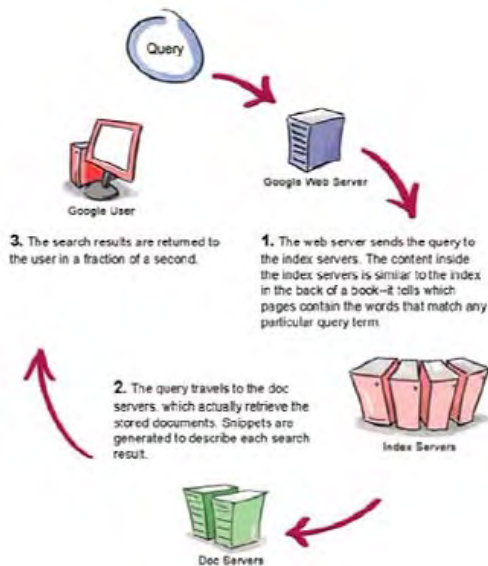 Query
Google Web Server
Google User
3. The search results are returned to
the user in a fraction of a second.
1. The web server sends the query to
the index servers. The content inside
the index servers is similar to the index
in the back of a book--it tells which
pages contain the words that match any
particular query term
2. The query travels to the doc
servers, which actually retrieve the
stored documents. Snippets are
generated to describe each search
result.
Index Servers
Doc Servers